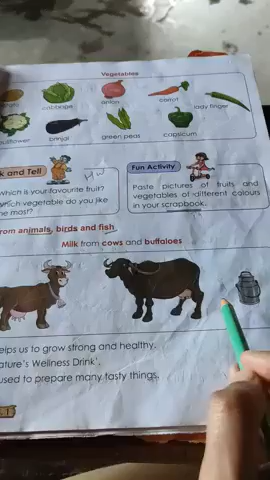 Vegetables
cabbage
onion
carrot
lady finger
brinjal
green peas
capsicum
k and Tell
HW
Which is your favourite fruit?
Which vegetable do you like
he most?
Fun Activity
Paste pictures of fruits and
vegetables of different colours
in your scrapbook.
from animals, birds and fish
Milk from cows and buffaloes
elps us to grow strong and healthy.
ature's Wellness Drink'.
used to prepare many tasty things.